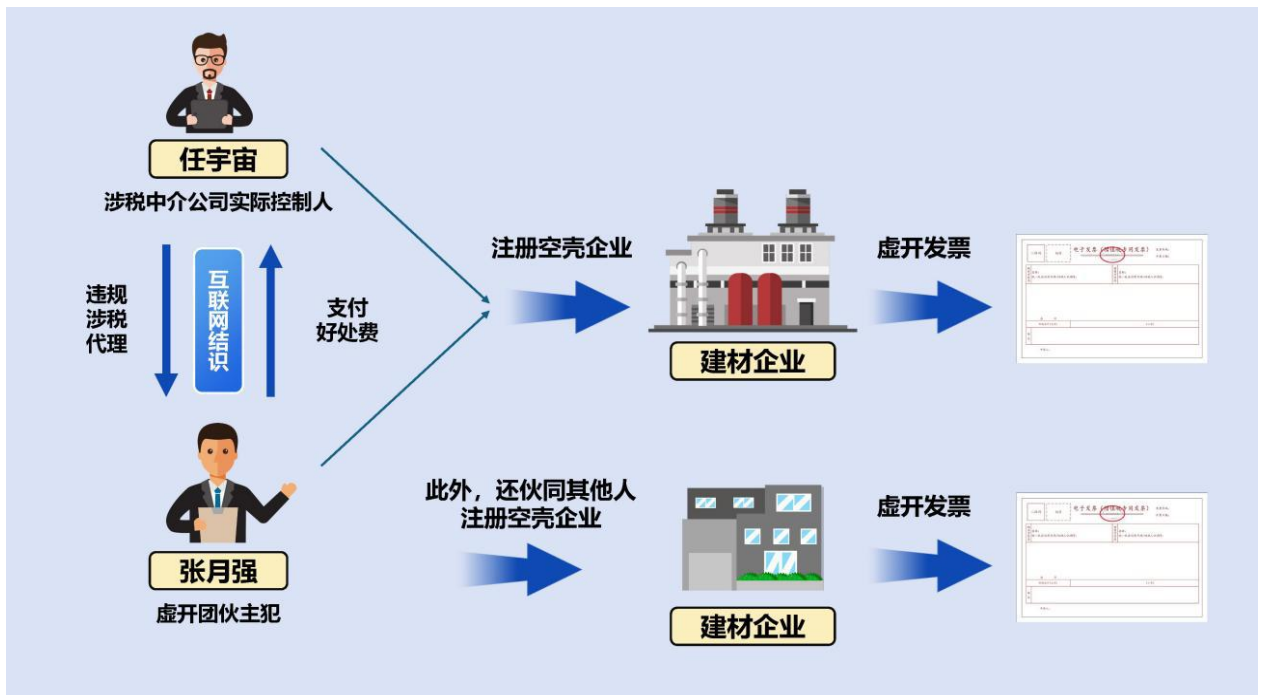 任宇宙
涉税中介公司实际控制人
违规
涉税
代理
互联网结识
支付
好处费
张月强
虚开团伙主犯
注册空壳企业
建材企业
虚开发票
此外，还伙同其他人
注册空壳企业
建材企业
虚开发票